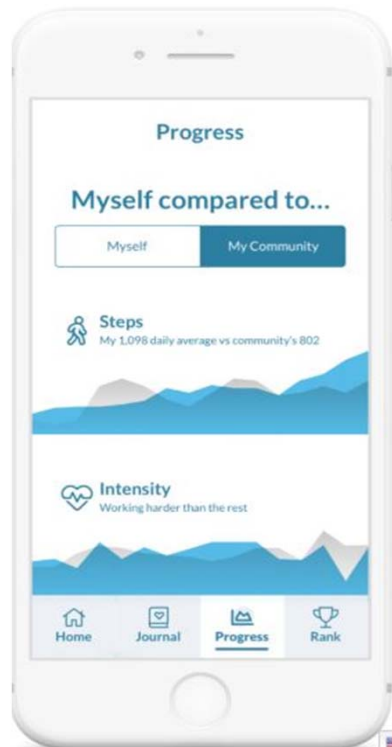 Progress
Myself compared to...
Myself My Community
Steps
My 1,098 daily average vs community's 802
Intensity
Working harder than the rest
Home Journal Progress Rank